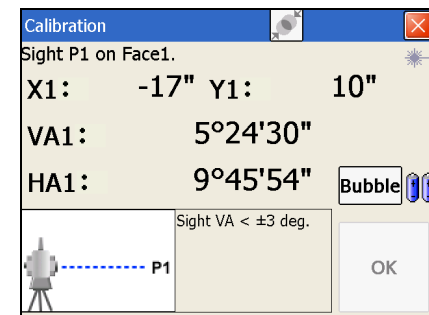 Calibration
Sight P1 on Face1.
X1: -17" Y1: 10"
VA1: 5°24'30"
HA1: 9°45'54"
Bubble
Sight VA < ±3 deg.
P1
OK